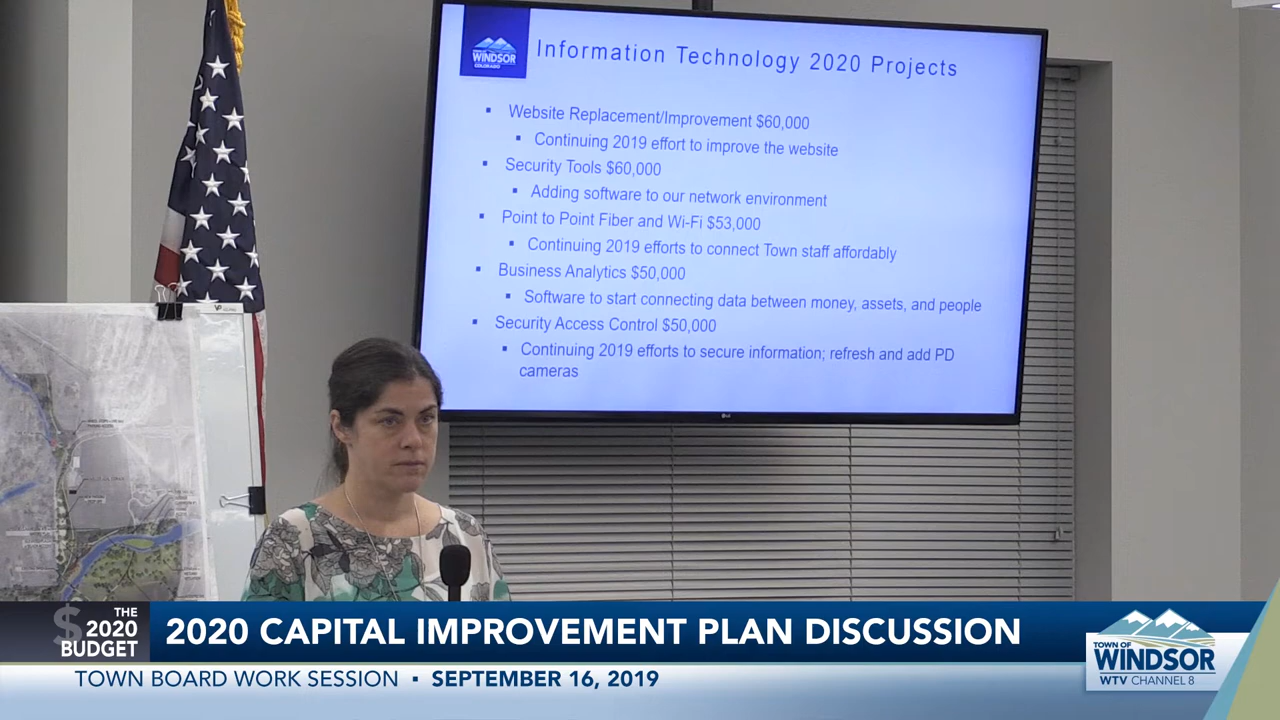 WINDSOR
COLORADO
Information Technology 2020 Projects
▪ Website Replacement/Improvement $60,000
▪ Continuing 2019 effort to improve the website
▪ Security Tools $60,000
▪ Adding software to our network environment
▪ Point to Point Fiber and Wi-Fi $53,000
▪ Continuing 2019 efforts to connect Town staff affordably
▪ Business Analytics $50,000
▪ Software to start connecting data between money, assets, and people
▪ Security Access Control $50,000
▪ Continuing 2019 efforts to secure information; refresh and add PD
cameras
LG
$ THE
2020
BUDGET
2020 CAPITAL IMPROVEMENT PLAN DISCUSSION
TOWN BOARD WORK SESSION ▪ SEPTEMBER 16, 2019
TOWN OF
WINDSOR
WTV CHANNEL 8